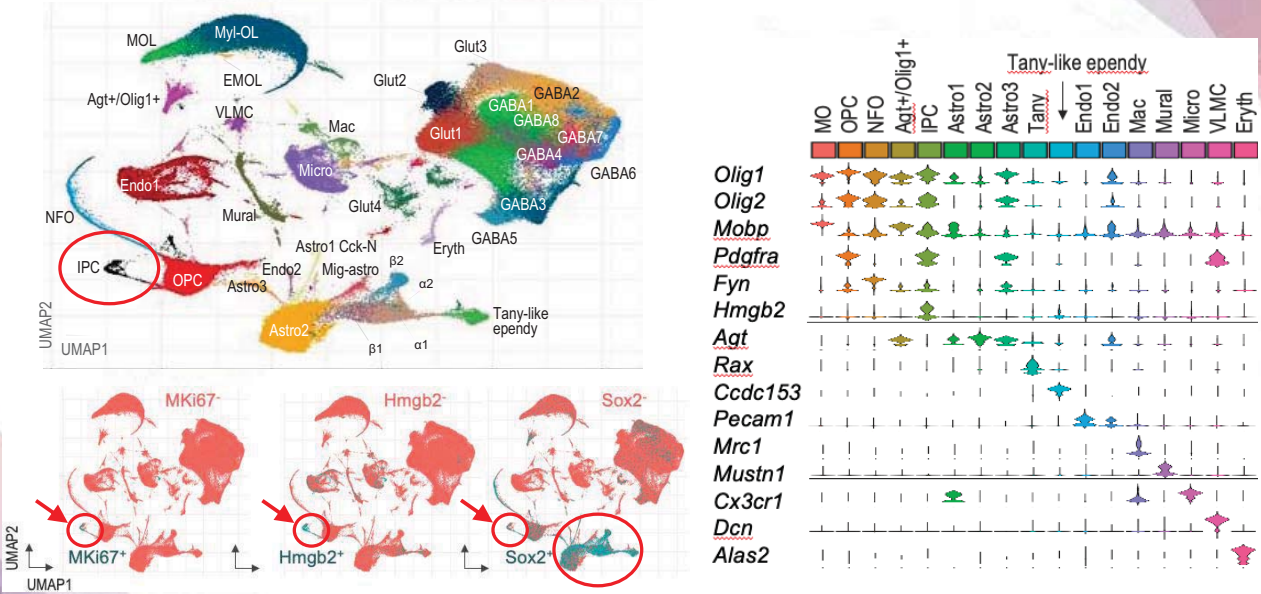 MOL
Myl-OL
EMOL
Agt+/Olig1+
VLMC
Mac
Micro
Endo1
NFO
Mural
Glut4
IPC
OPC
Astro3
Endo2
Astro1 Cck-N
Mig-astro
Astro2
β2
α2
β1
α1
Eryth
Tany-like
ependy
Glut3
Glut2
Glut1
GABA2
GABA1
GABA8
GABA7
GABA4
GABA6
GABA3
GABA5
UMAP2
UMAP1
MKi67-
MKi67+
Hmgb2-
Hmgb2+
Sox2-
Sox2+
UMAP2
UMAP1
Tany-like ependy
MO
OPC
NFO
Agt+/Olig1+
IPC
Astro1
Astro2
Astro3
Tany
Endo1
Endo2
Mac
Mural
Micro
VLMC
Eryth
Olig1
Olig2
Mobp
Pdgfra
Fyn
Hmgb2
Agt
Rax
Ccdc153
Pecam1
Mrc1
Mustn1
Cx3cr1
Dcn
Alas2